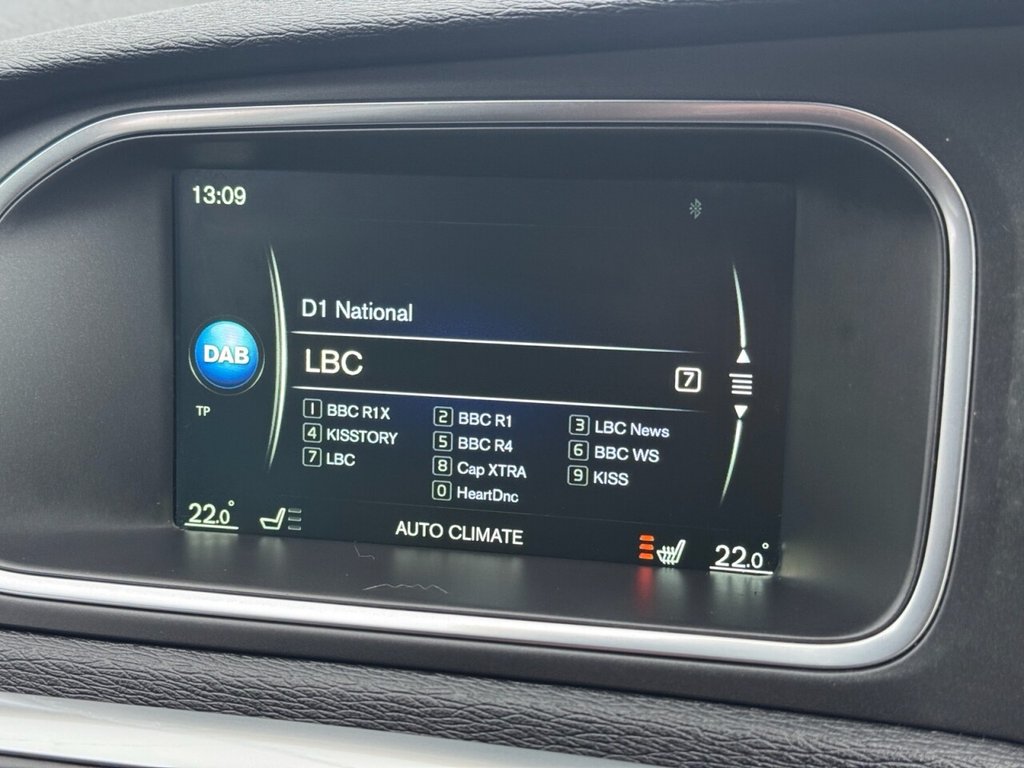 13:09
D1 National
DAB
LBC 7
TP
1 BBC R1X 2 BBC R1 3 LBC News
4 KISSTORY 5 BBC R4 6 BBC WS
7 LBC 8 Cap XTRA 9 KISS
0 HeartDnc
22.0° AUTO CLIMATE 22.0°